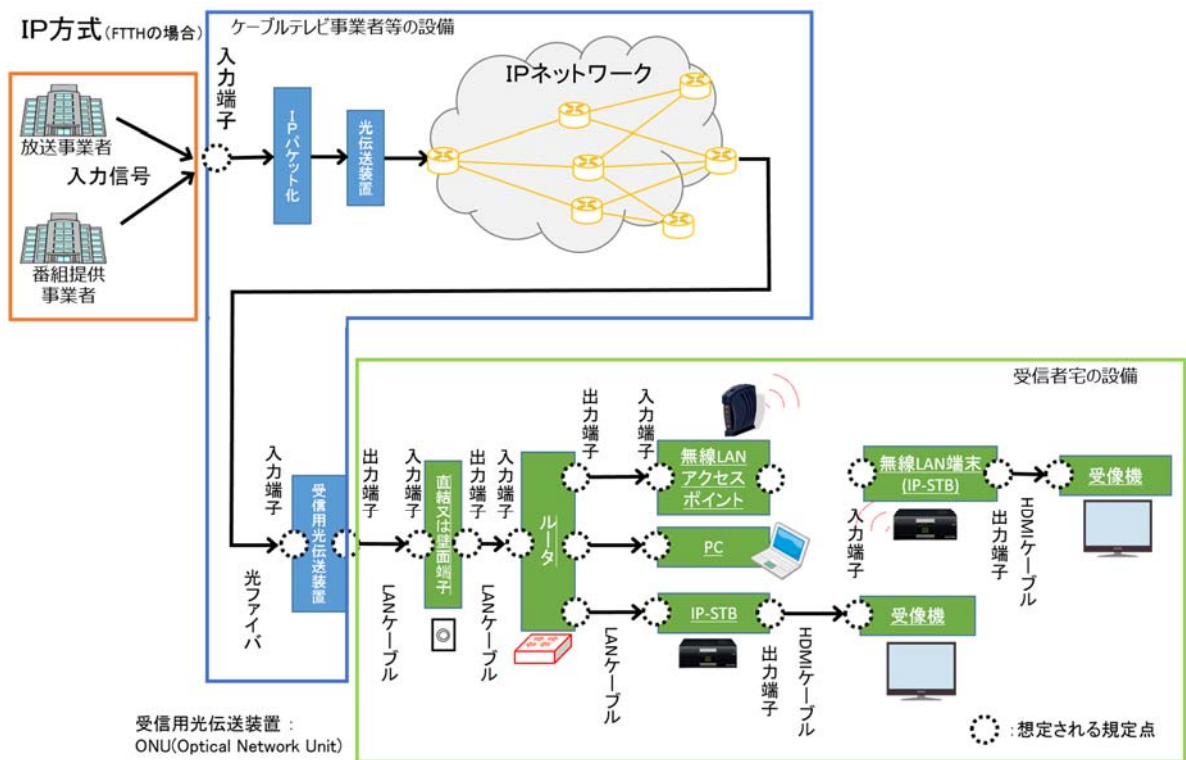 IP方式(FTTHの場合)
ケーブルテレビ事業者等の設備
入力端子
放送事業者
入力信号
番組提供
事業者
IPパケット化
光伝送装置
IPネットワーク
受信者宅の設備
入力端子
受信用光伝送装置
出力端子
光ファイバ
LANケーブル
入力端子
直結又は壁面端子
出力端子
LANケーブル
入力端子
ルータ
出力端子
入力端子
無線LAN
アクセス
ポイント
PC
LANケーブル
IP-STB
出力端子
HDMIケーブル
受像機
入力端子
無線LAN端末
(IP-STB)
出力端子
HDMIケーブル
受像機
受信用光伝送装置：
ONU(Optical Network Unit)
：想定される規定点